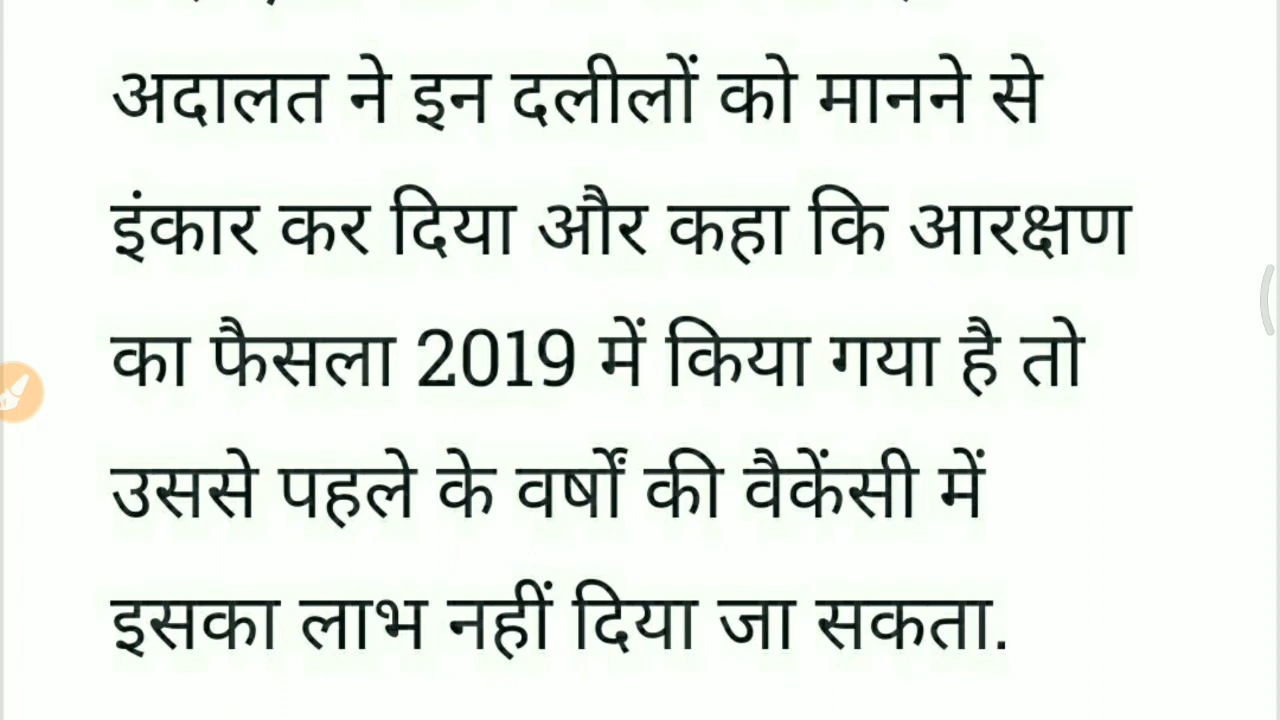 अदालत ने इन दलीलों को मानने से
इंकार कर दिया और कहा कि आरक्षण
का फैसला 2019 में किया गया है तो
उससे पहले के वर्षों की वैकेंसी में
इसका लाभ नहीं दिया जा सकता.